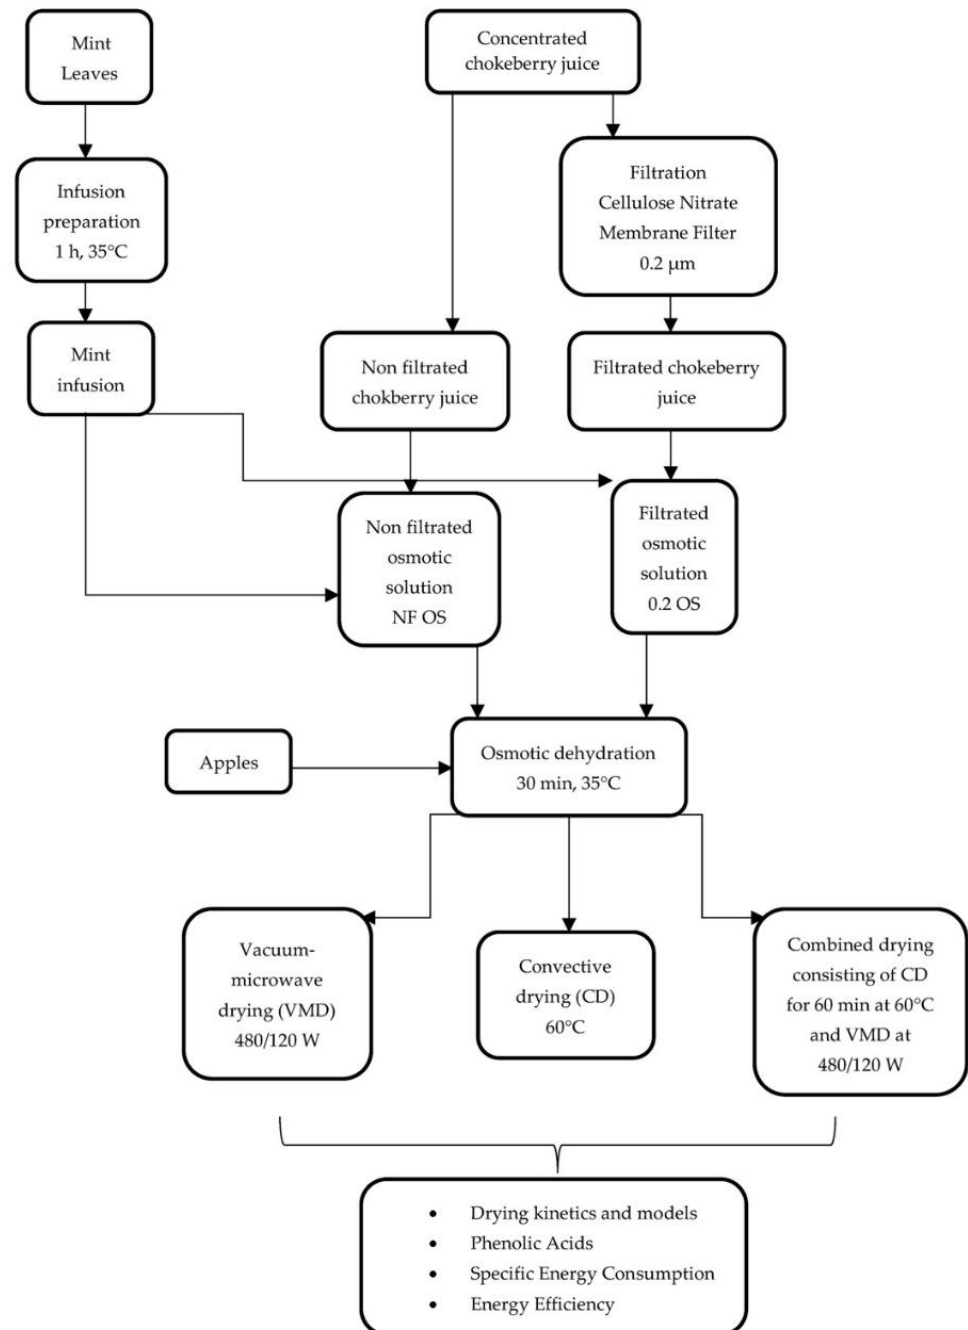 Mint
Leaves
Concentrated
chokeberry juice
Infusion
preparation
1 h, 35°C
Filtration
Cellulose Nitrate
Membrane Filter
0.2 µm
Mint
infusion
Non filtrated
chokberry juice
Filtrated chokeberry
juice
Non filtrated
osmotic
solution
NF OS
Filtrated
osmotic
solution
0.2 OS
Apples
Osmotic dehydration
30 min, 35°C
Vacuum-
microwave
drying (VMD)
480/120 W
Convective
drying (CD)
60°C
Combined drying
consisting of CD
for 60 min at 60°C
and VMD at
480/120 W
• Drying kinetics and models
• Phenolic Acids
• Specific Energy Consumption
• Energy Efficiency